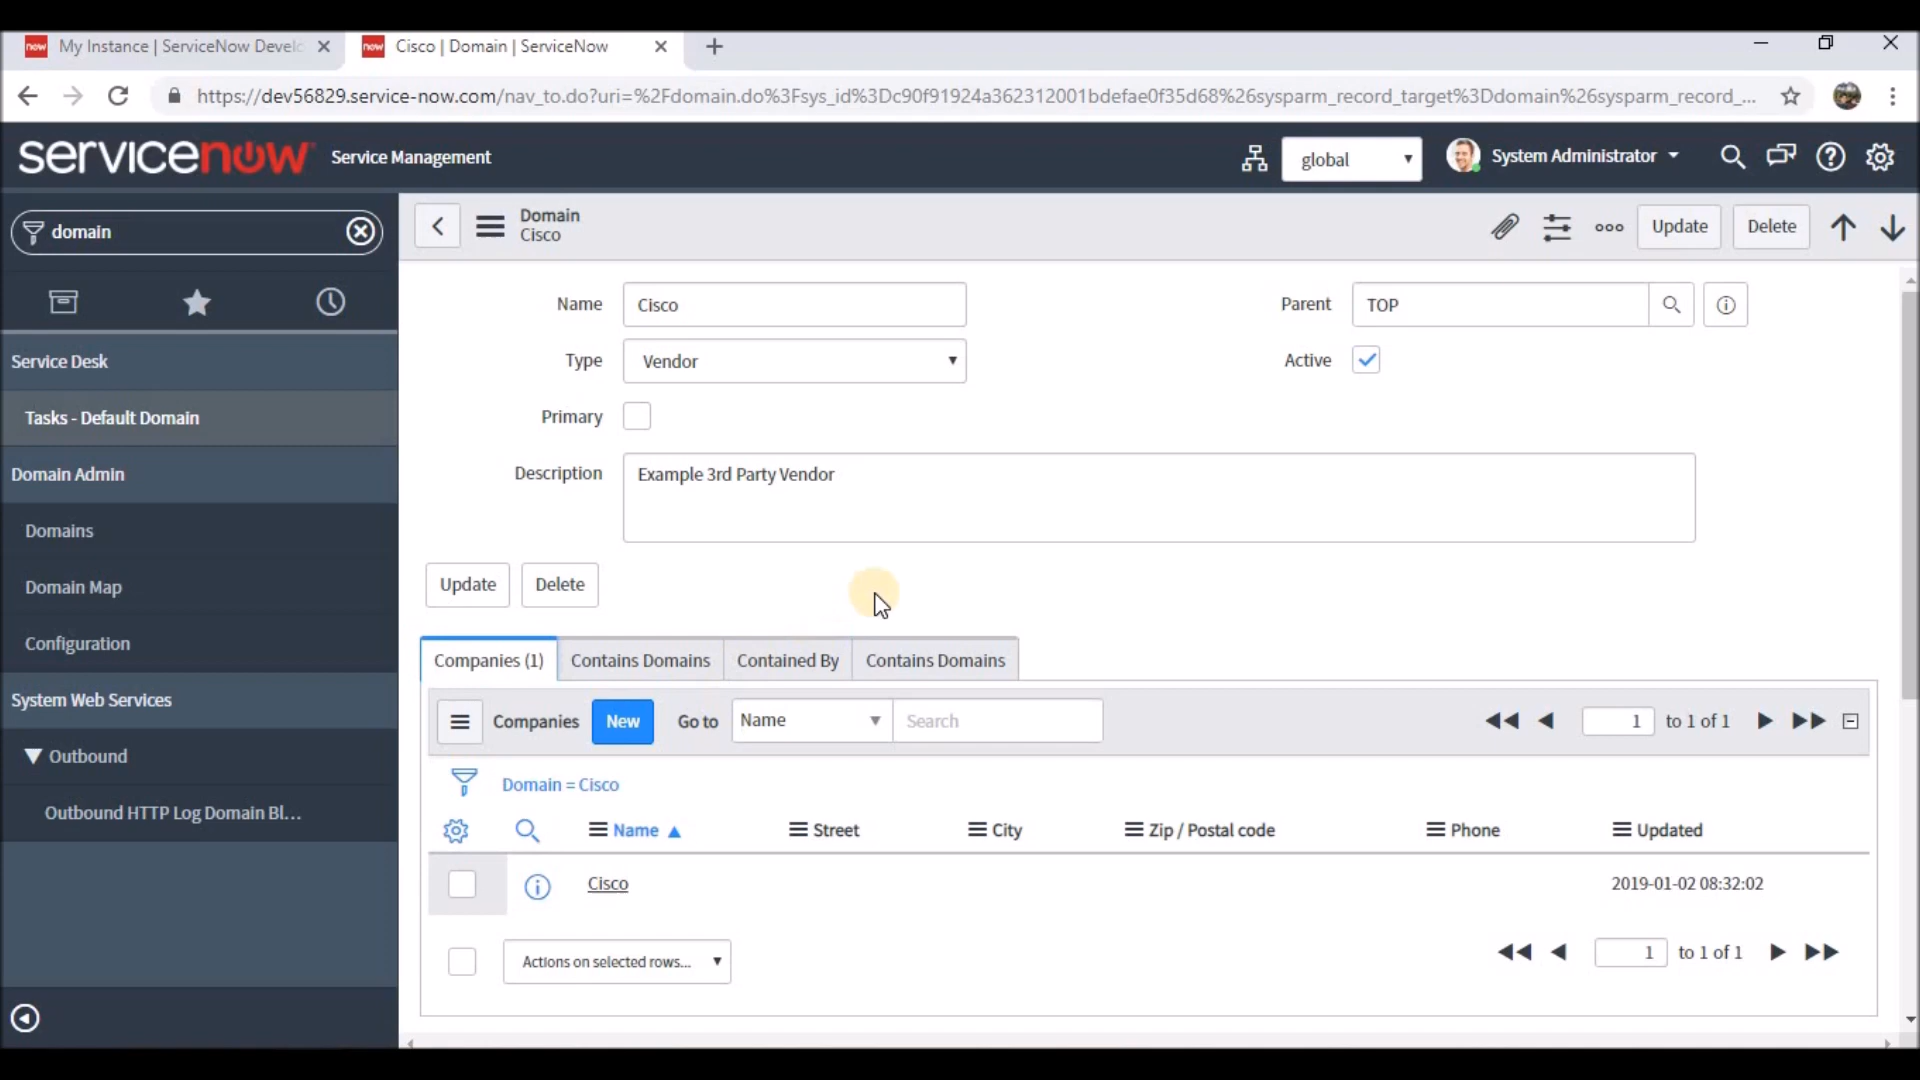 now My Instance | ServiceNow Develo
now Cisco | Domain | ServiceNow
https://dev56829.service-now.com/nav_to.do?uri=%2Fdomain.do%3Fsys_id%3Dc90f91924a362312001bdefae0f35d68%26sysparm_record_target%3Ddomain%26sysparm_record_...
servicenow Service Management
global
System Administrator
domain
Service Desk
Tasks - Default Domain
Domain Admin
Domains
Domain Map
Configuration
System Web Services
Outbound
Outbound HTTP Log Domain Bl...
Domain
Cisco
Update
Delete
Name
Cisco
Parent
TOP
Type
Vendor
Active
Primary
Description
Example 3rd Party Vendor
Update
Delete
Companies (1)
Contains Domains
Contained By
Contains Domains
Companies
New
Go to
Name
Search
1 to 1 of 1
Domain = Cisco
Name
Street
City
Zip / Postal code
Phone
Updated
Cisco
2019-01-02 08:32:02
Actions on selected rows...
1 to 1 of 1